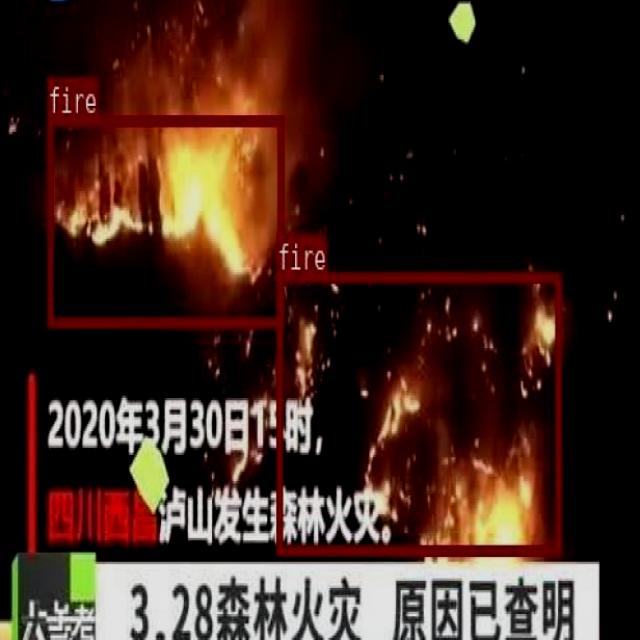 fire
fire
2020年3月30日15时,
四川西昌泸山发生森林火灾。
3.28森林火灾 原因已查明